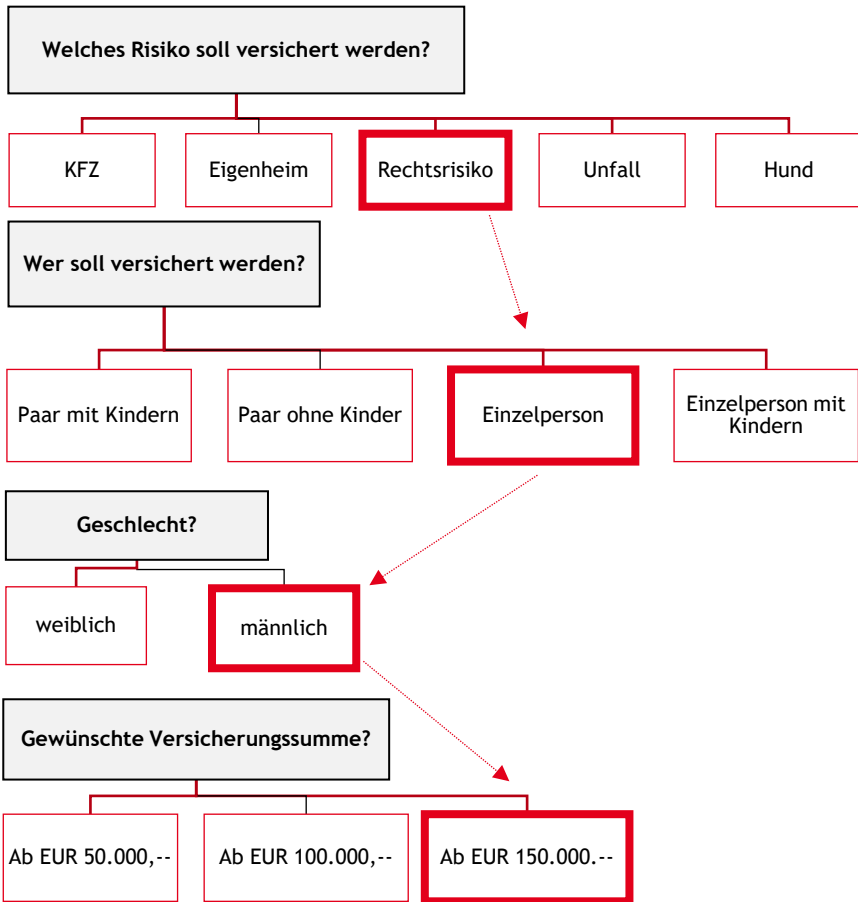 Welches Risiko soll versichert werden?
KFZ
Eigenheim
Rechtsrisiko
Unfall
Hund
Wer soll versichert werden?
Paar mit Kindern
Paar ohne Kinder
Einzelperson
Einzelperson mit
Kindern
Geschlecht?
weiblich
männlich
Gewünschte Versicherungssumme?
Ab EUR 50.000,--
Ab EUR 100.000,--
Ab EUR 150.000.--